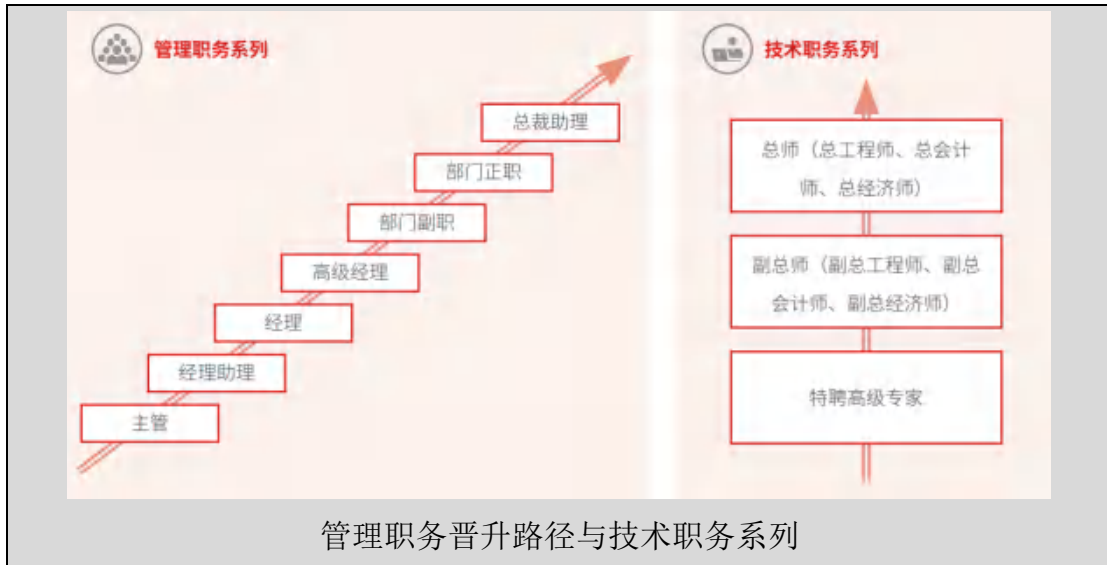 管理职务系列
总裁助理
部门正职
部门副职
高级经理
经理
经理助理
主管
技术职务系列
总师（总工程师、总会计
师、总经济师）
副总师（副总工程师、副总
会计师、副总经济师）
特聘高级专家
管理职务晋升路径与技术职务系列